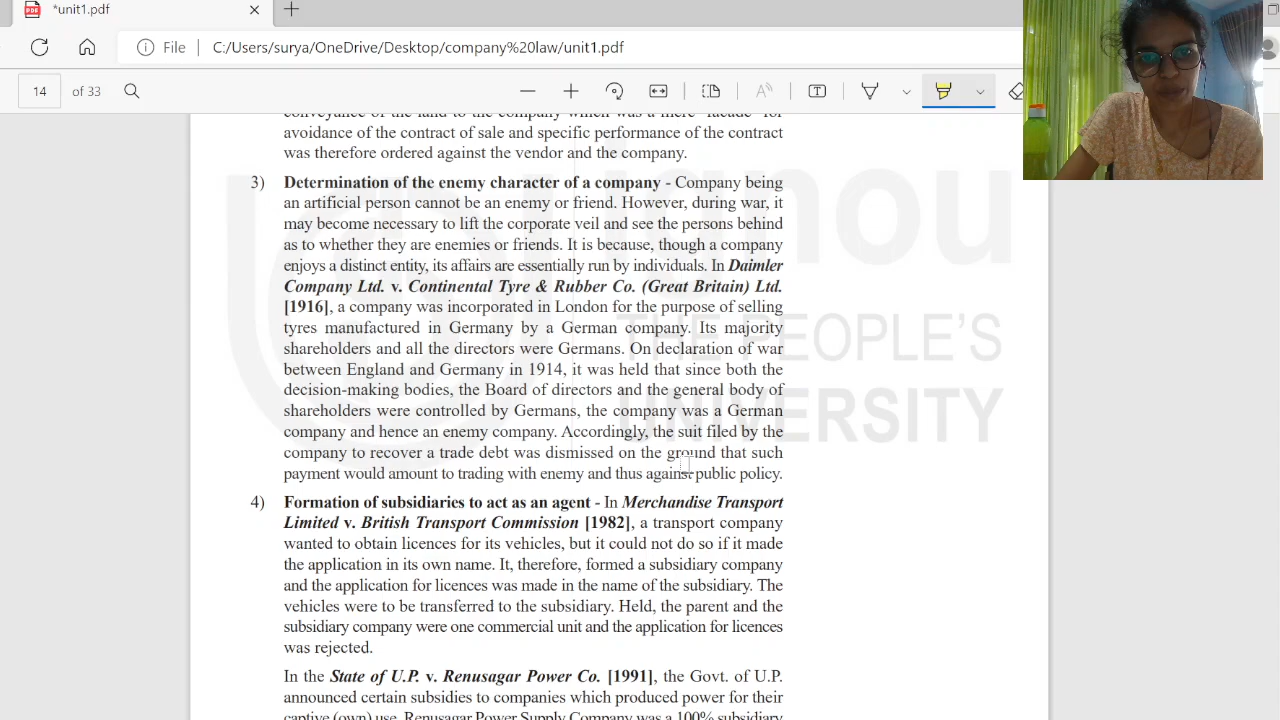 *unit1.pdf
File
C:/Users/surya/OneDrive/Desktop/company%20law/unit1.pdf
14 of 33
conveyance of the land to the company which was a mere 'facade' for
avoidance of the contract of sale and specific performance of the contract
was therefore ordered against the vendor and the company.
3) Determination of the enemy character of a company - Company being
an artificial person cannot be an enemy or friend. However, during war, it
may become necessary to lift the corporate veil and see the persons behind
as to whether they are enemies or friends. It is because, though a company
enjoys a distinct entity, its affairs are essentially run by individuals. In Daimler
Company Ltd. v. Continental Tyre & Rubber Co. (Great Britain) Ltd.
[1916], a company was incorporated in London for the purpose of selling
tyres manufactured in Germany by a German company. Its majority
shareholders and all the directors were Germans. On declaration of war
between England and Germany in 1914, it was held that since both the
decision-making bodies, the Board of directors and the general body of
shareholders were controlled by Germans, the company was a German
company and hence an enemy company. Accordingly, the suit filed by the
company to recover a trade debt was dismissed on the ground that such
payment would amount to trading with enemy and thus against public policy.
4) Formation of subsidiaries to act as an agent - In Merchandise Transport
Limited v. British Transport Commission [1982], a transport company
wanted to obtain licences for its vehicles, but it could not do so if it made
the application in its own name. It, therefore, formed a subsidiary company
and the application for licences was made in the name of the subsidiary. The
vehicles were to be transferred to the subsidiary. Held, the parent and the
subsidiary company were one commercial unit and the application for licences
was rejected.
In the State of U.P. v. Renusagar Power Co. [1991], the Govt. of U.P.
announced certain subsidies to companies which produced power for their
captive (own) use. Renusagar Power Supply Company was a 100% subsidiary
ignou
THE PEOPLE'S
UNIVERSITY